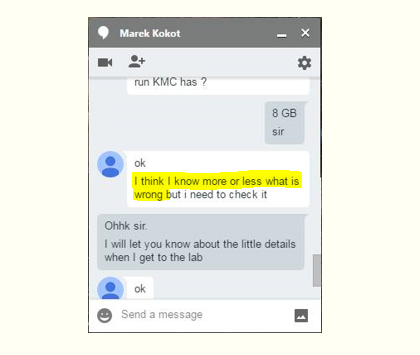 Marek Kokot
run KMC has ?
8 GB
sir
ok
I think I know more or less what is
wrong but i need to check it
Ohhk sir.
I will let you know about the little details
when I get to the lab
ok
Send a message